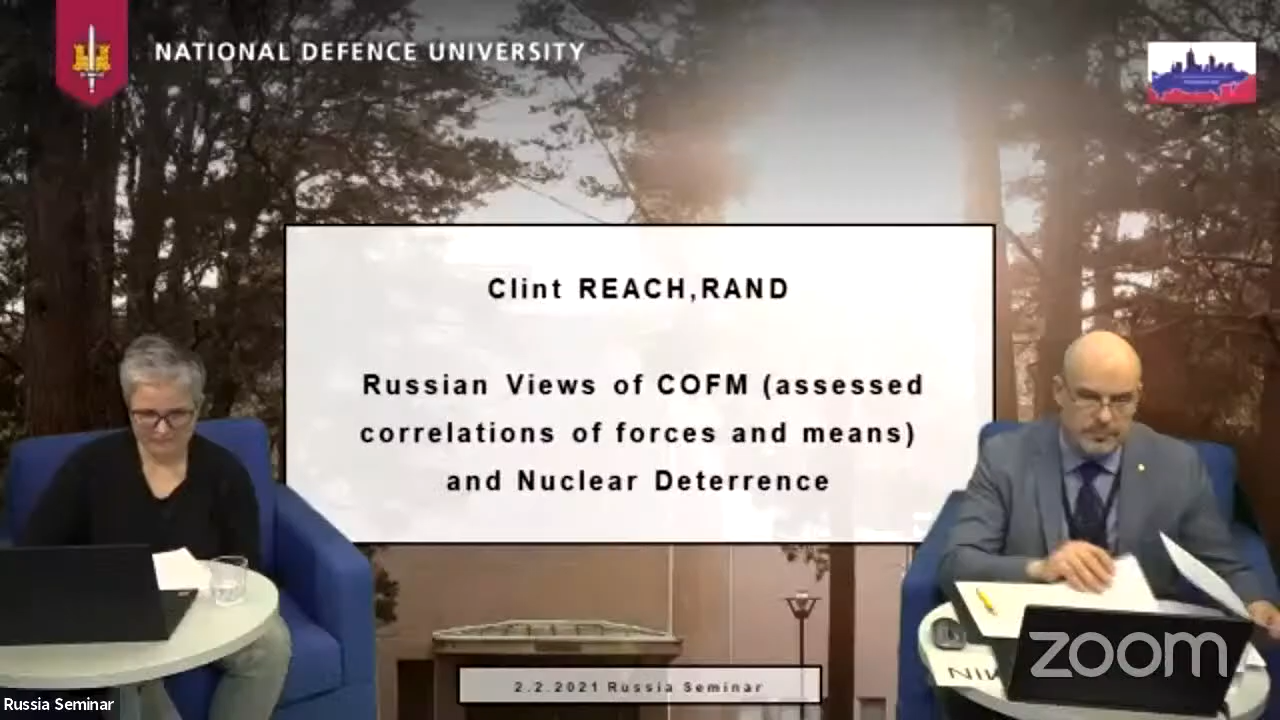 NATIONAL DEFENCE UNIVERSITY
Clint REACH,RAND
Russian Views of COFM (assessed
correlations of forces and means)
and Nuclear Deterrence
2.2.2021 Russia Seminar
zoom
Russia Seminar